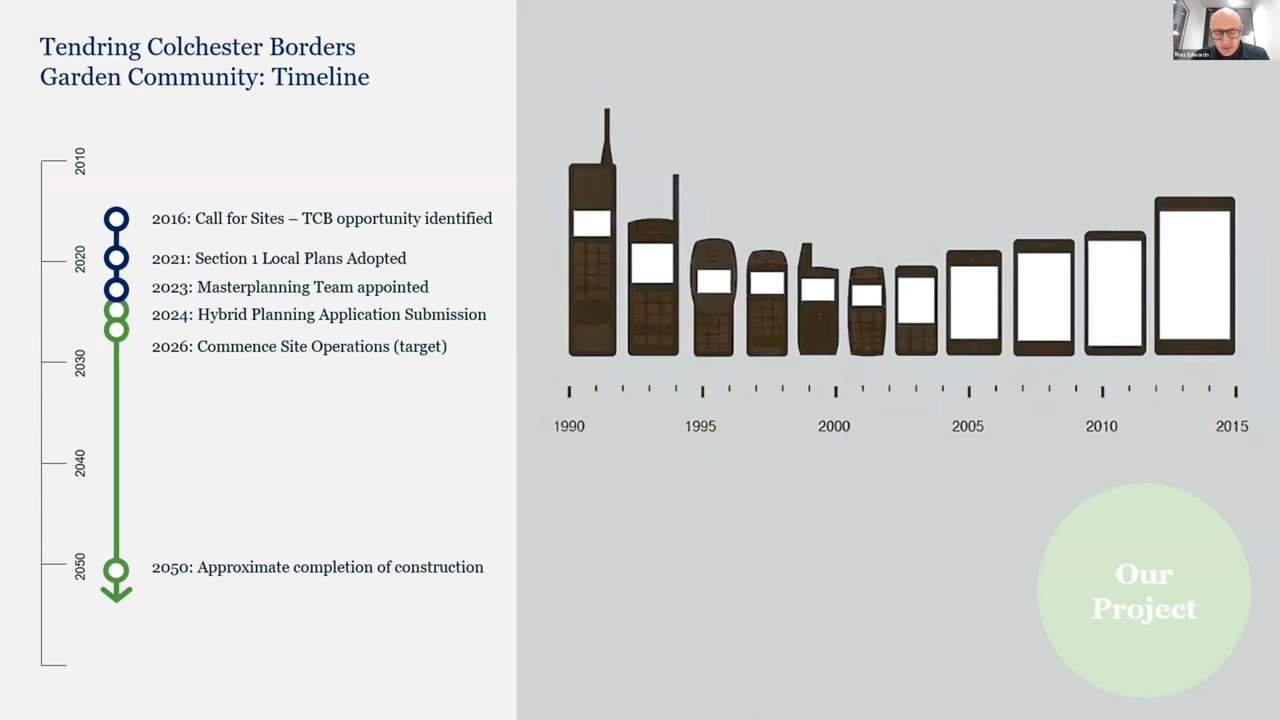 Tendring Colchester Borders
Garden Community: Timeline
2010
2020
2030
2040
2050
2016: Call for Sites – TCB opportunity identified
2021: Section 1 Local Plans Adopted
2023: Masterplanning Team appointed
2024: Hybrid Planning Application Submission
2026: Commence Site Operations (target)
2050: Approximate completion of construction
Russ Edwards
1990 1995 2000 2005 2010 2015
Our
Project